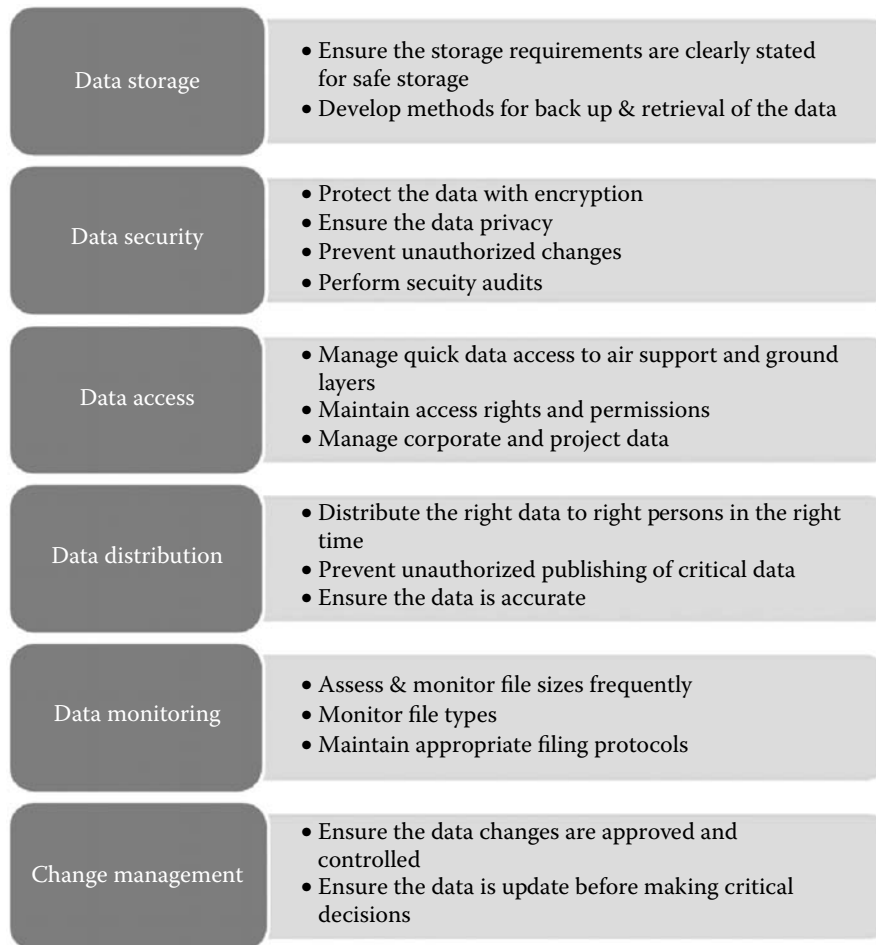 Data storage
• Ensure the storage requirements are clearly stated
for safe storage
• Develop methods for back up & retrieval of the data
Data security
• Protect the data with encryption
• Ensure the data privacy
• Prevent unauthorized changes
• Perform secuity audits
Data access
• Manage quick data access to air support and ground
layers
• Maintain access rights and permissions
• Manage corporate and project data
Data distribution
• Distribute the right data to right persons in the right
time
• Prevent unauthorized publishing of critical data
• Ensure the data is accurate
Data monitoring
• Assess & monitor file sizes frequently
• Monitor file types
• Maintain appropriate filing protocols
Change management
• Ensure the data changes are approved and
controlled
• Ensure the data is update before making critical
decisions